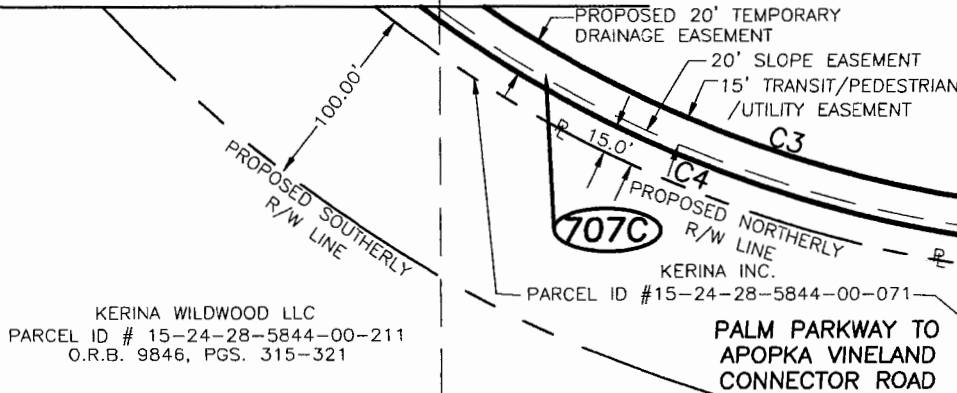 PROPOSED 20' TEMPORARY
DRAINAGE EASEMENT
20' SLOPE EASEMENT
15' TRANSIT/PEDESTRIAN
/UTILITY EASEMENT
100.00'
C3
15.0'
PL
C4
PROPOSED SOUTHERLY
R/W LINE
PROPOSED NORTHERLY
R/W LINE
707C
PL
KERINA INC.
PARCEL ID #15-24-28-5844-00-071
KERINA WILDWOOD LLC
PARCEL ID # 15-24-28-5844-00-211
O.R.B. 9846, PGS. 315-321
PALM PARKWAY TO
APOPKA VINELAND
CONNECTOR ROAD